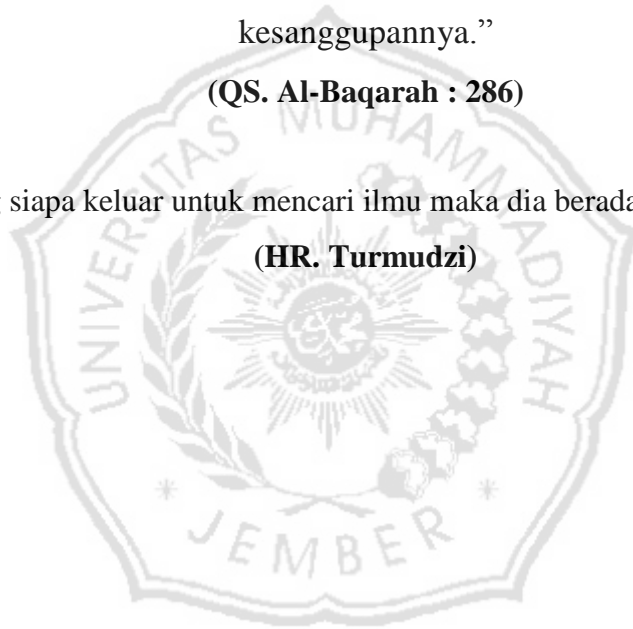 kesanggupannya.”
(QS. Al-Baqarah : 286)
siapa keluar untuk mencari ilmu maka dia berada
(HR. Turmudzi)
UNIVERSITAS MUHAMMADIYAH
JEMBER